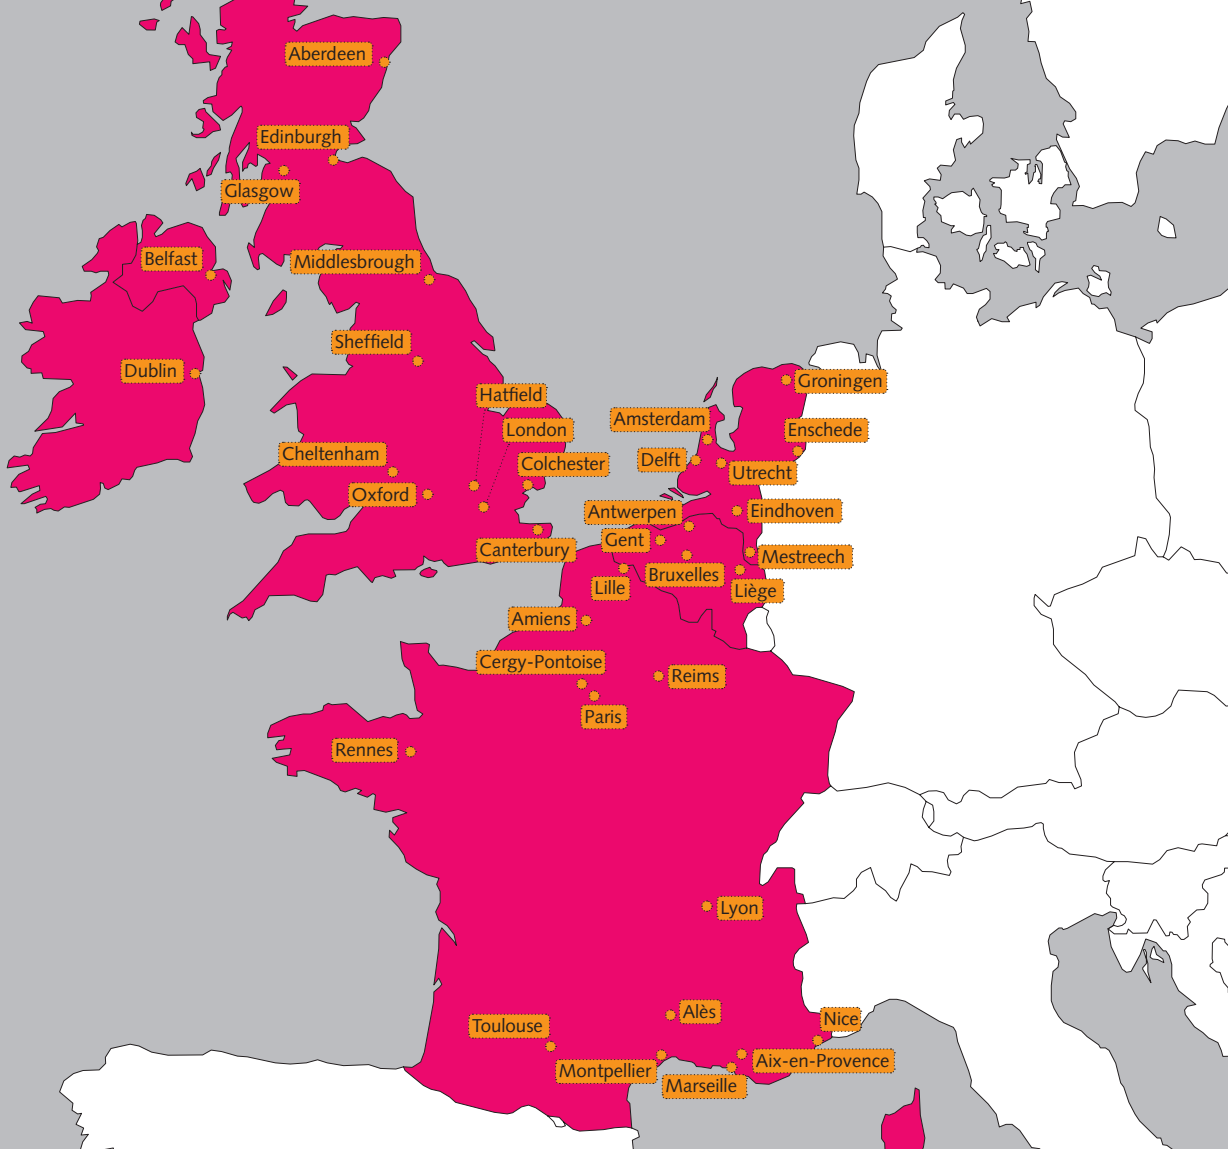 Aberdeen
Edinburgh
Glasgow
Belfast
Middlesbrough
Sheffield
Dublin
Groningen
Hatfield
Amsterdam
London
Enschede
Cheltenham
Colchester
Delft
Utrecht
Oxford
Antwerpen
Eindhoven
Gent
Canterbury
Mestreech
Bruxelles
Lille
Liège
Amiens
Cergy-Pontoise
Reims
Paris
Rennes
Lyon
Alès
Nice
Toulouse
Aix-en-Provence
Montpellier
Marseille